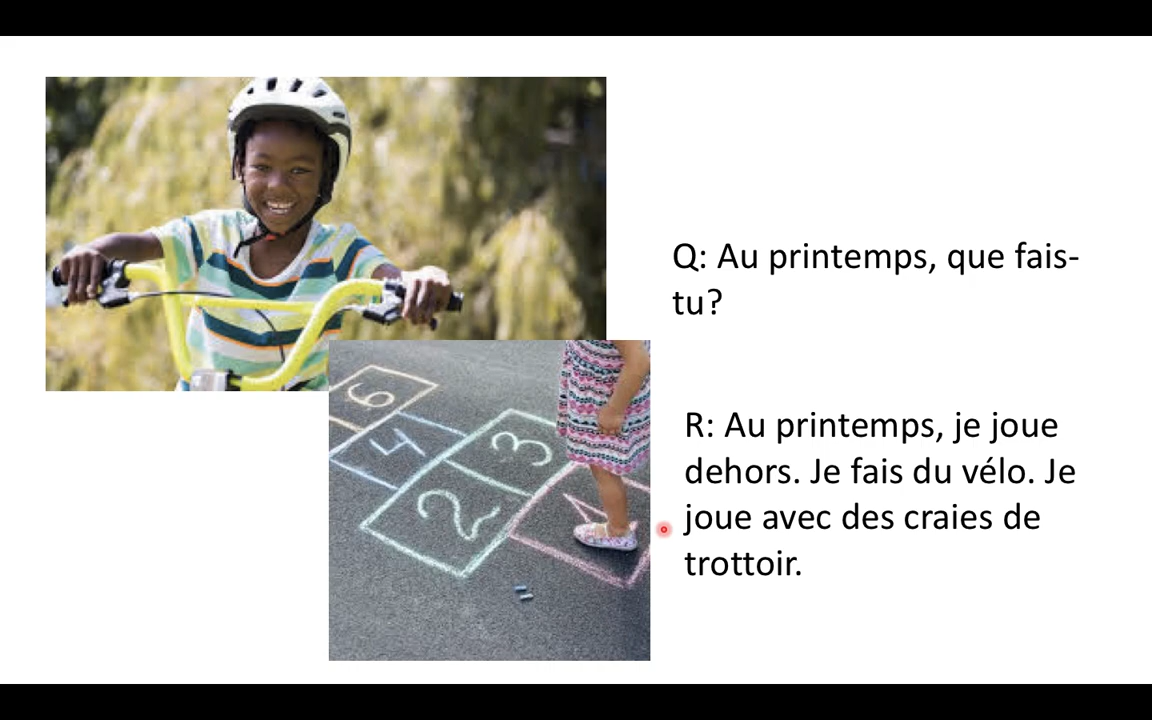 Q: Au printemps, que fais-
tu?
R: Au printemps, je joue
dehors. Je fais du vélo. Je
joue avec des craies de
trottoir.
6
4
3
2